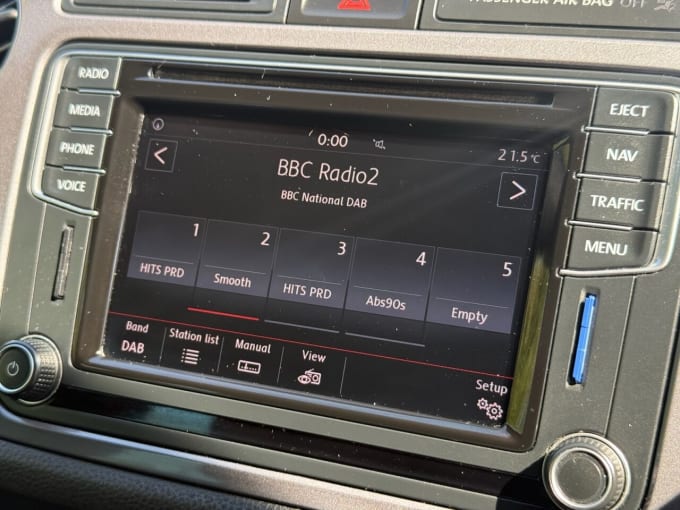 PASSENGER AIR BAG OFF
RADIO
MEDIA
PHONE
VOICE
0:00
21.5 °C
<
BBC Radio2
>
BBC National DAB
1
HITS PRD
2
Smooth
3
HITS PRD
4
Abs90s
5
Empty
Band
DAB
Station list
Manual
View
Setup
EJECT
NAV
TRAFFIC
MENU